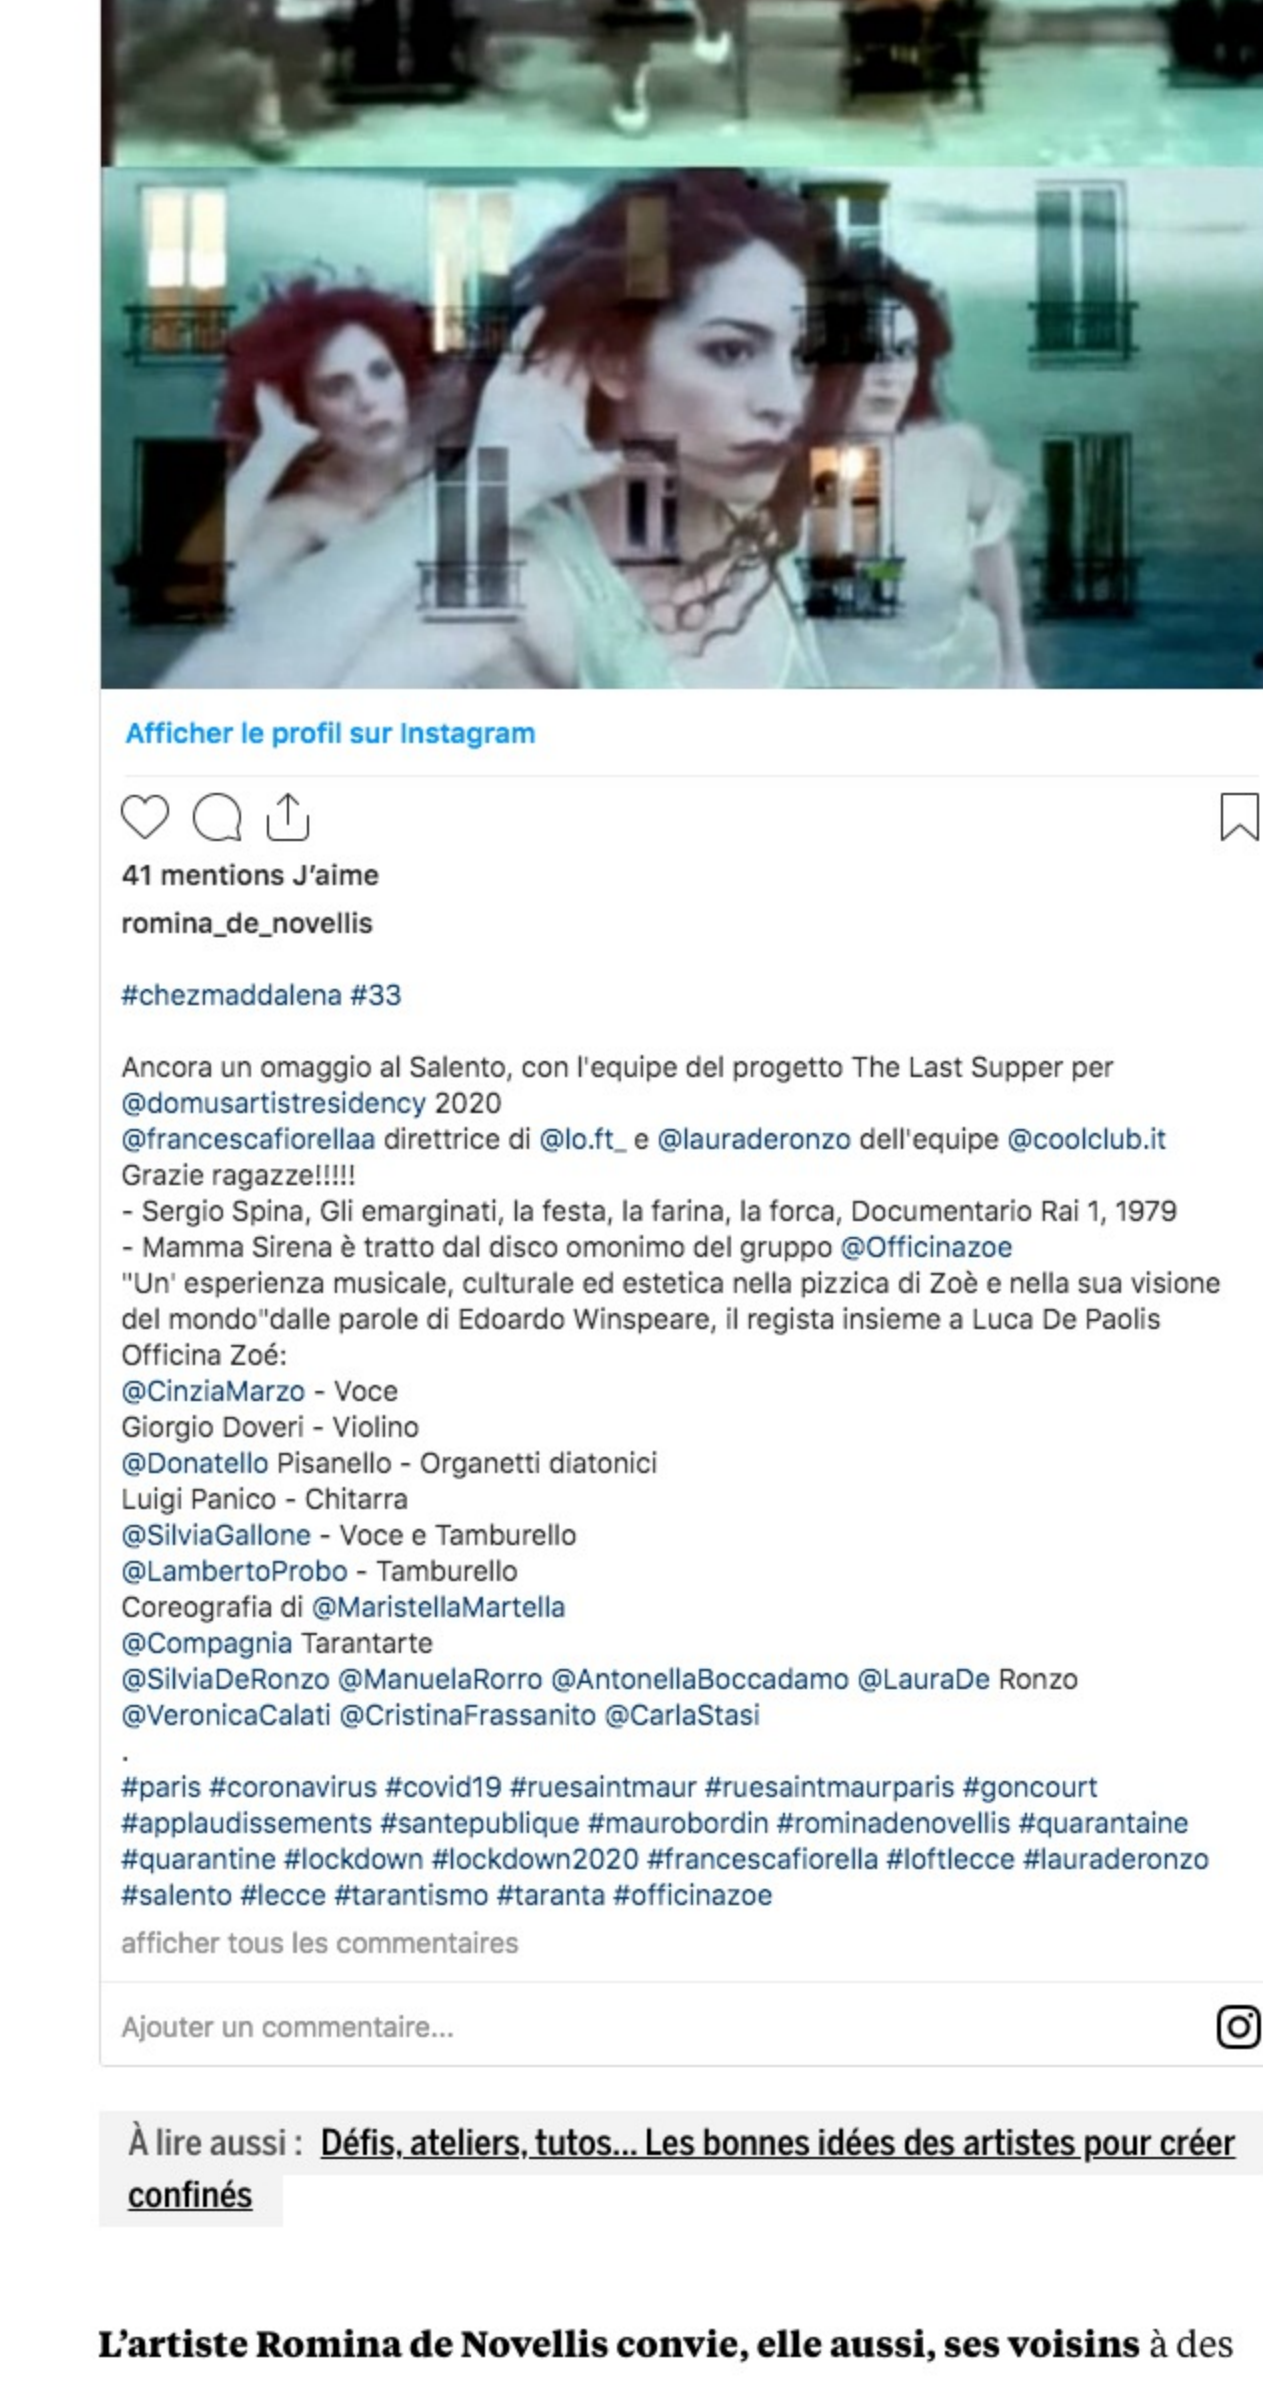 Afficher le profil sur Instagram
41 mentions J’aime
romina_de_novellis
#chezmaddalena #33
Ancora un omaggio al Salento, con l'equipe del progetto The Last Supper per
@domusartistresidency 2020
@francescafiorellaa direttrice di @lo.ft_ e @lauraderonzo dell'equipe @coolclub.it
Grazie ragazze!!!!!
- Sergio Spina, Gli emarginati, la festa, la farina, la forca, Documentario Rai 1, 1979
- Mamma Sirena è tratto dal disco omonimo del gruppo @Officinazoe
"Un' esperienza musicale, culturale ed estetica nella pizzica di Zoè e nella sua visione
del mondo"dalle parole di Edoardo Winspeare, il regista insieme a Luca De Paolis
Officina Zoé:
@CinziaMarzo - Voce
Giorgio Doveri - Violino
@Donatello Pisanello - Organetti diatonici
Luigi Panico - Chitarra
@SilviaGallone - Voce e Tamburello
@LambertoProbo - Tamburello
Coreografia di @MaristellaMartella
@Compagnia Tarantarte
@SilviaDeRonzo @ManuelaRorro @AntonellaBoccadamo @LauraDe Ronzo
@VeronicaCalati @CristinaFrassanito @CarlaStasi
.
#paris #coronavirus #covid19 #ruesaintmaur #ruesaintmaurparis #goncourt
#applaudissements #santepublique #maurobordin #rominadenovellis #quarantaine
#quarantine #lockdown #lockdown2020 #francescafiorella #loftlecce #lauraderonzo
#salento #lecce #tarantismo #taranta #officinazoe
afficher tous les commentaires
Ajouter un commentaire...
À lire aussi : Défis, ateliers, tutos... Les bonnes idées des artistes pour créer
confinés
L’artiste Romina de Novellis convie, elle aussi, ses voisins à des